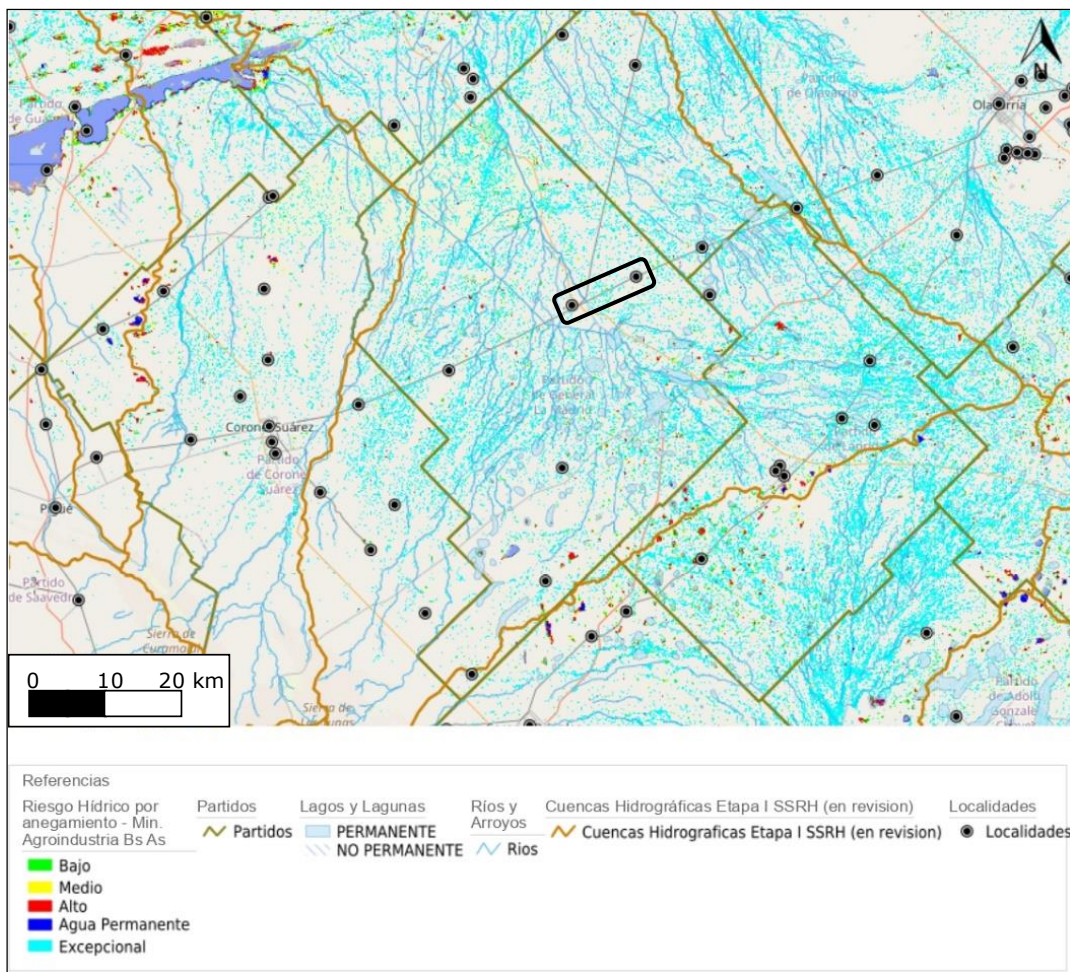 N
Partido
de Olavarría
Partido
de Gua
Olavarría
Partido
de General
La Madrid
Coronel Suárez
Partido
de Coronel
Suárez
Pigüé
Partido
de Saavedra
Sierra de
Curamalal
Sierra de
Partido
de Adolfo
Gonzales
Chaves
0 10 20 km
Referencias
Riesgo Hídrico por
anegamiento - Min.
Agroindustria Bs As
Bajo
Medio
Alto
Agua Permanente
Excepcional
Partidos
Partidos
Lagos y Lagunas
PERMANENTE
NO PERMANENTE
Ríos y
Arroyos
Rios
Cuencas Hidrográficas Etapa I SSRH (en revision)
Cuencas Hidrograficas Etapa I SSRH (en revision)
Localidades
Localidades